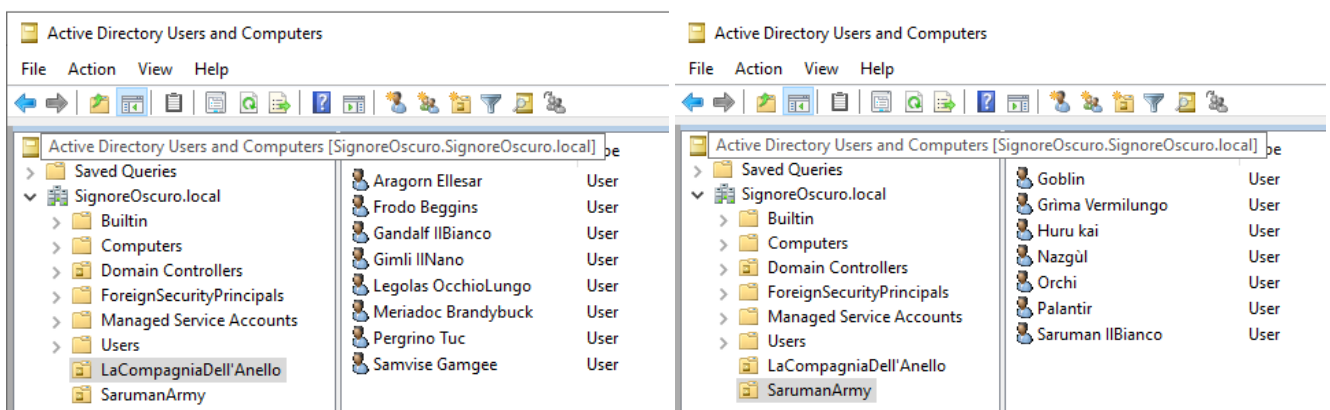 Active Directory Users and Computers
File Action View Help
Active Directory Users and Computers [SignoreOscuro.SignoreOscuro.local]
Saved Queries
SignoreOscuro.local
Builtin
Computers
Domain Controllers
ForeignSecurityPrincipals
Managed Service Accounts
Users
LaCompagniaDell'Anello
SarumanArmy
Aragorn Ellesar User
Frodo Beggins User
Gandalf IlBianco User
Gimli IlNano User
Legolas OcchioLungo User
Meriadoc Brandybuck User
Pergrino Tuc User
Samvise Gamgee User
Active Directory Users and Computers
File Action View Help
Active Directory Users and Computers [SignoreOscuro.SignoreOscuro.local]
Saved Queries
SignoreOscuro.local
Builtin
Computers
Domain Controllers
ForeignSecurityPrincipals
Managed Service Accounts
Users
LaCompagniaDell'Anello
SarumanArmy
Goblin User
Grìma Vermilungo User
Huru kai User
Nazgùl User
Orchi User
Palantir User
Saruman IlBianco User